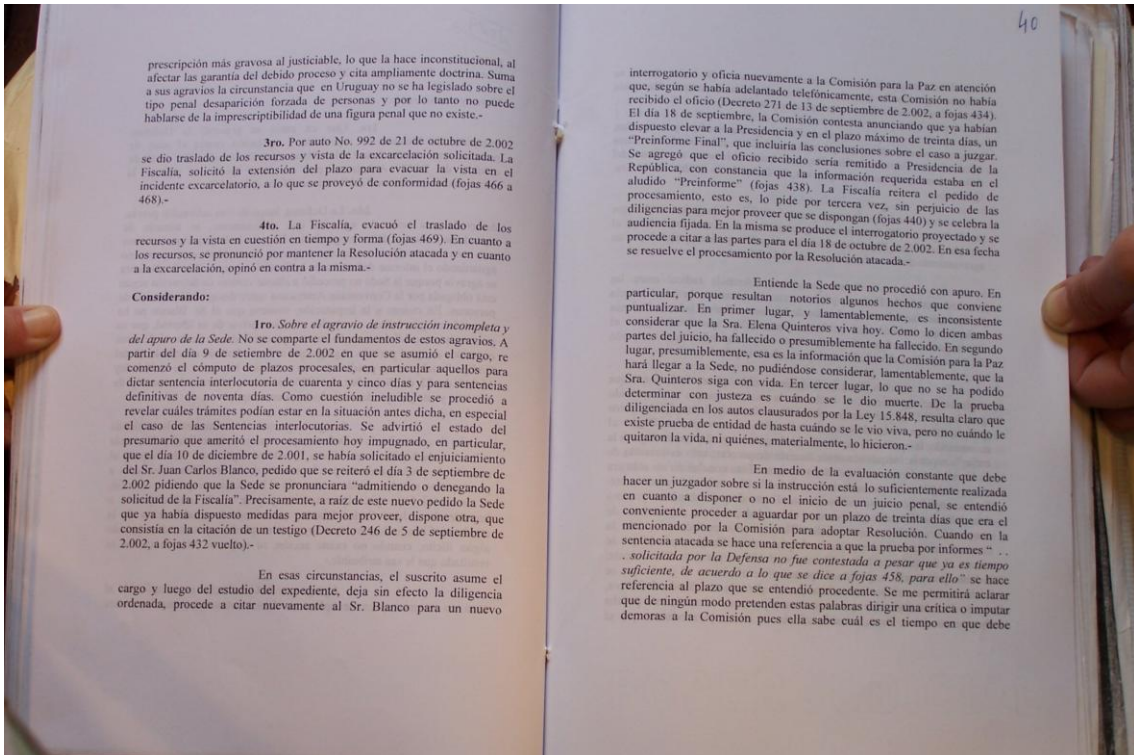 prescripción más gravosa al justiciable, lo que la hace inconstitucional, al
afectar las garantía del debido proceso y cita ampliamente doctrina. Suma
a sus agravios la circunstancia que en Uruguay no se ha legislado sobre el
tipo penal desaparición forzada de personas y por lo tanto no puede
hablarse de la imprescriptibilidad de una figura penal que no existe.-
3ro. Por auto No. 992 de 21 de octubre de 2.002
se dio traslado de los recursos y vista de la excarcelación solicitada. La
Fiscalía, solicitó la extensión del plazo para evacuar la vista en el
incidente excarcelatorio, a lo que se proveyó de conformidad (fojas 466 a
468).-
4to. La Fiscalía, evacuó el traslado de los
recursos y la vista en cuestión en tiempo y forma (fojas 469). En cuanto a
los recursos, se pronunció por mantener la Resolución atacada y en cuanto
a la excarcelación, opinó en contra a la misma.-
Considerando:
1ro. Sobre el agravio de instrucción incompleta y
del apuro de la Sede. No se comparte el fundamentos de estos agravios. A
partir del día 9 de setiembre de 2.002 en que se asumió el cargo, re
comenzó el cómputo de plazos procesales, en particular aquellos para
dictar sentencia interlocutoria de cuarenta y cinco días y para sentencias
definitivas de noventa días. Como cuestión ineludible se procedió a
revelar cuáles trámites podían estar en la situación antes dicha, en especial
el caso de las Sentencias interlocutorias. Se advirtió el estado del
presumario que ameritó el procesamiento hoy impugnado, en particular,
que el día 10 de diciembre de 2.001, se había solicitado el enjuiciamiento
del Sr. Juan Carlos Blanco, pedido que se reiteró el día 3 de septiembre de
2.002 pidiendo que la Sede se pronunciara “admitiendo o denegando la
solicitud de la Fiscalía”. Precisamente, a raíz de este nuevo pedido la Sede
que ya había dispuesto medidas para mejor proveer, dispone otra, que
consistía en la citación de un testigo (Decreto 246 de 5 de septiembre de
2.002, a fojas 432 vuelto).-
En esas circunstancias, el suscrito asume el
cargo y luego del estudio del expediente, deja sin efecto la diligencia
ordenada, procede a citar nuevamente al Sr. Blanco para un nuevo
40
interrogatorio y oficia nuevamente a la Comisión para la Paz en atención
que, según se había adelantado telefónicamente, esta Comisión no había
recibido el oficio (Decreto 271 de 13 de septiembre de 2.002, a fojas 434).
El día 18 de septiembre, la Comisión contesta anunciando que ya habían
dispuesto elevar a la Presidencia y en el plazo máximo de treinta días, un
“Preinforme Final”, que incluiría las conclusiones sobre el caso a juzgar.
Se agregó que el oficio recibido sería remitido a Presidencia de la
República, con constancia que la información requerida estaba en el
aludido “Preinforme” (fojas 438). La Fiscalía reitera el pedido de
procesamiento, esto es, lo pide por tercera vez, sin perjuicio de las
diligencias para mejor proveer que se dispongan (fojas 440) y se celebra la
audiencia fijada. En la misma se produce el interrogatorio proyectado y se
procede a citar a las partes para el día 18 de octubre de 2.002. En esa fecha
se resuelve el procesamiento por la Resolución atacada.-
Entiende la Sede que no procedió con apuro. En
particular, porque resultan notorios algunos hechos que conviene
puntualizar. En primer lugar, y lamentablemente, es inconsistente
considerar que la Sra. Elena Quinteros viva hoy. Como lo dicen ambas
partes del juicio, ha fallecido o presumiblemente ha fallecido. En segundo
lugar, presumiblemente, esa es la información que la Comisión para la Paz
hará llegar a la Sede, no pudiéndose considerar, lamentablemente, que la
Sra. Quinteros siga con vida. En tercer lugar, lo que no se ha podido
determinar con justeza es cuándo se le dio muerte. De la prueba
diligenciada en los autos clausurados por la Ley 15.848, resulta claro que
existe prueba de entidad de hasta cuándo se le vio viva, pero no cuándo le
quitaron la vida, ni quiénes, materialmente, lo hicieron:-
En medio de la evaluación constante que debe
hacer un juzgador sobre si la instrucción está lo suficientemente realizada
en cuanto a disponer o no el inicio de un juicio penal, se entendió
conveniente proceder a aguardar por un plazo de treinta días que era el
mencionado por la Comisión para adoptar Resolución. Cuando en la
sentencia atacada se hace una referencia a que la prueba por informes “ . .
. solicitada por la Defensa no fue contestada a pesar que ya es tiempo
suficiente, de acuerdo a lo que se dice a fojas 458, para ello” se hace
referencia al plazo que se entendió procedente. Se me permitirá aclarar
que de ningún modo pretenden estas palabras dirigir una crítica o imputar
demoras a la Comisión pues ella sabe cuál es el tiempo en que debe